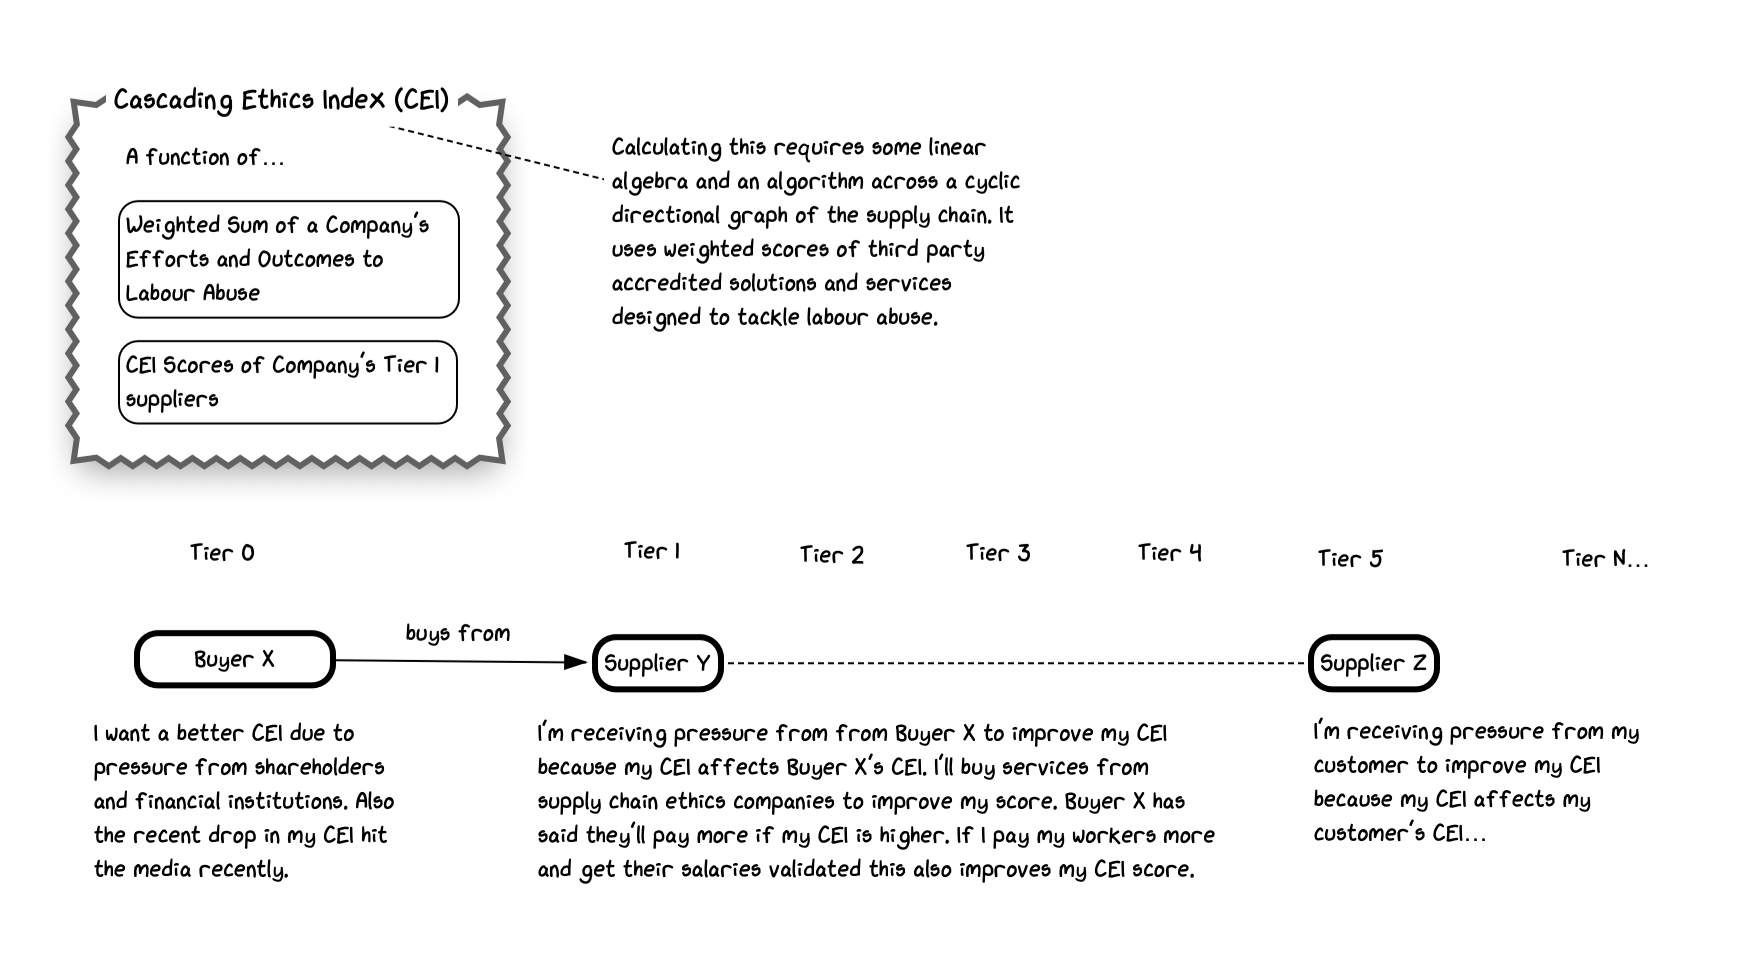 Cascading Ethics Index (CEI)
A function of...
Weighted Sum of a Company's
Efforts and Outcomes to
Labour Abuse
CEI Scores of Company's Tier 1
suppliers
Calculating this requires some linear
algebra and an algorithm across a cyclic
directional graph of the supply chain. It
uses weighted scores of third party
accredited solutions and services
designed to tackle labour abuse.
Tier 0
Tier 1
Tier 2
Tier 3
Tier 4
Tier 5
Tier N...
Buyer X
buys from
Supplier Y
Supplier Z
I want a better CEI due to
pressure from shareholders
and financial institutions. Also
the recent drop in my CEI hit
the media recently.
I'm receiving pressure from from Buyer X to improve my CEI
because my CEI affects Buyer X's CEI. I'll buy services from
supply chain ethics companies to improve my score. Buyer X has
said they'll pay more if my CEI is higher. If I pay my workers more
and get their salaries validated this also improves my CEI score.
I'm receiving pressure from my
customer to improve my CEI
because my CEI affects my
customer's CEI...